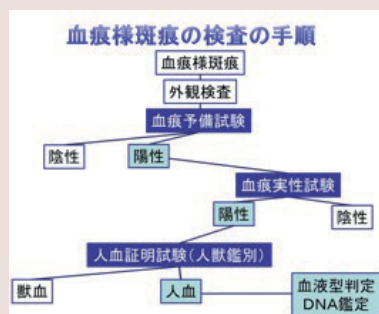 血痕様斑痕の検査の手順
血痕様斑痕
外観検査
血痕予備試験
陰性
陽性
血痕実性試験
陽性
陰性
人血証明試験(人獣鑑別)
獣血
人血
血液型判定
DNA鑑定